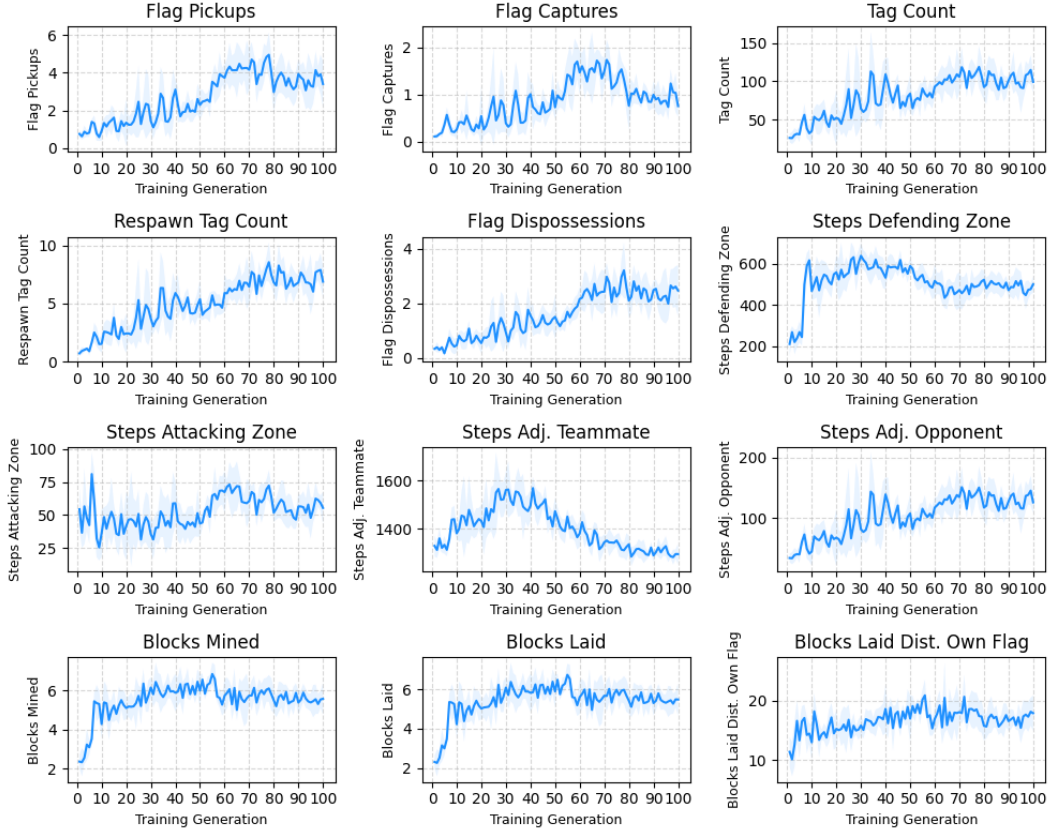 Flag Pickups
Flag Pickups
6
4
2
0
0 10 20 30 40 50 60 70 80 90 100
Training Generation
Flag Captures
Flag Captures
2
1
0
0 10 20 30 40 50 60 70 80 90 100
Training Generation
Tag Count
Tag Count
150
100
50
0 10 20 30 40 50 60 70 80 90 100
Training Generation
Respawn Tag Count
Respawn Tag Count
10
5
0
0 10 20 30 40 50 60 70 80 90 100
Training Generation
Flag Dispossessions
Flag Dispossessions
4
2
0
0 10 20 30 40 50 60 70 80 90 100
Training Generation
Steps Defending Zone
Steps Defending Zone
600
400
200
0 10 20 30 40 50 60 70 80 90 100
Training Generation
Steps Attacking Zone
Steps Attacking Zone
100
75
50
25
0 10 20 30 40 50 60 70 80 90 100
Training Generation
Steps Adj. Teammate
Steps Adj. Teammate
1600
1400
0 10 20 30 40 50 60 70 80 90 100
Training Generation
Steps Adj. Opponent
Steps Adj. Opponent
200
100
0 10 20 30 40 50 60 70 80 90 100
Training Generation
Blocks Mined
Blocks Mined
6
4
2
0 10 20 30 40 50 60 70 80 90 100
Training Generation
Blocks Laid
Blocks Laid
6
4
2
0 10 20 30 40 50 60 70 80 90 100
Training Generation
Blocks Laid Dist. Own Flag
Blocks Laid Dist. Own Flag
20
10
0 10 20 30 40 50 60 70 80 90 100
Training Generation